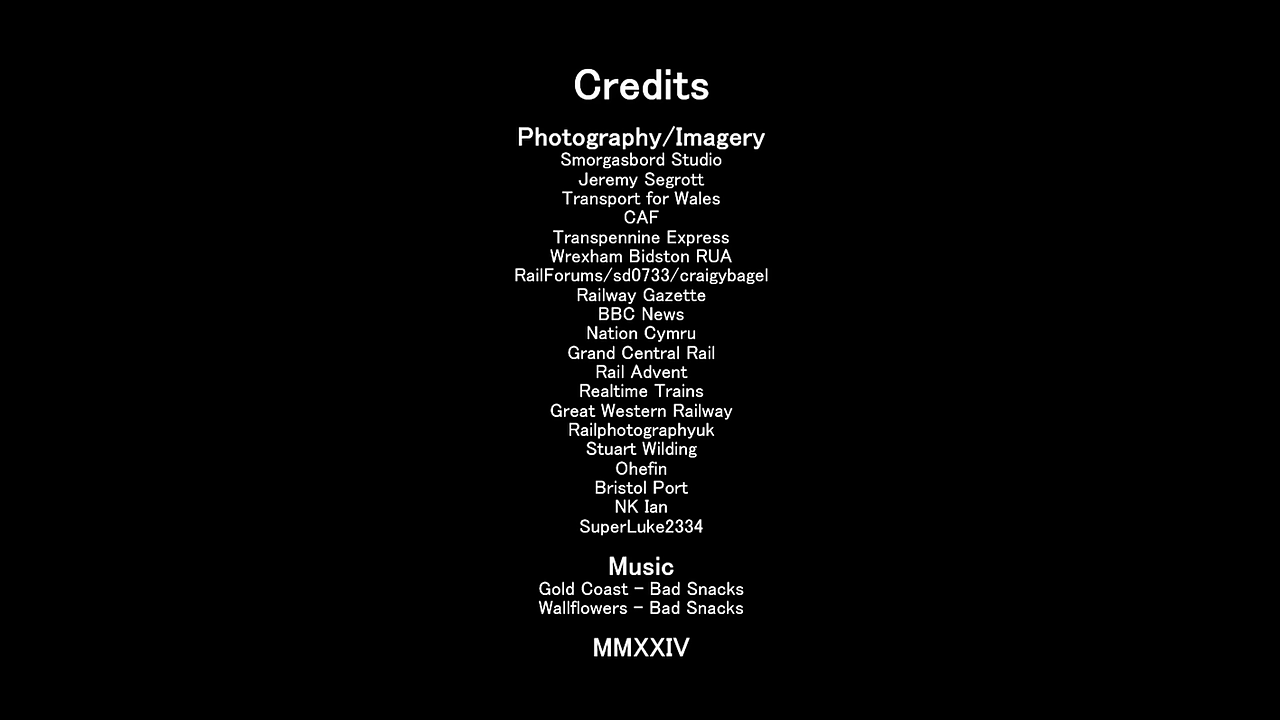 Credits
Photography/Imagery
Smorgasbord Studio
Jeremy Segrott
Transport for Wales
CAF
Transpennine Express
Wrexham Bidston RUA
RailForums/sd0733/craigybagel
Railway Gazette
BBC News
Nation Cymru
Grand Central Rail
Rail Advent
Realtime Trains
Great Western Railway
Railphotographyuk
Stuart Wilding
Ohefin
Bristol Port
NK Ian
SuperLuke2334
Music
Gold Coast - Bad Snacks
Wallflowers - Bad Snacks
MMXXIV